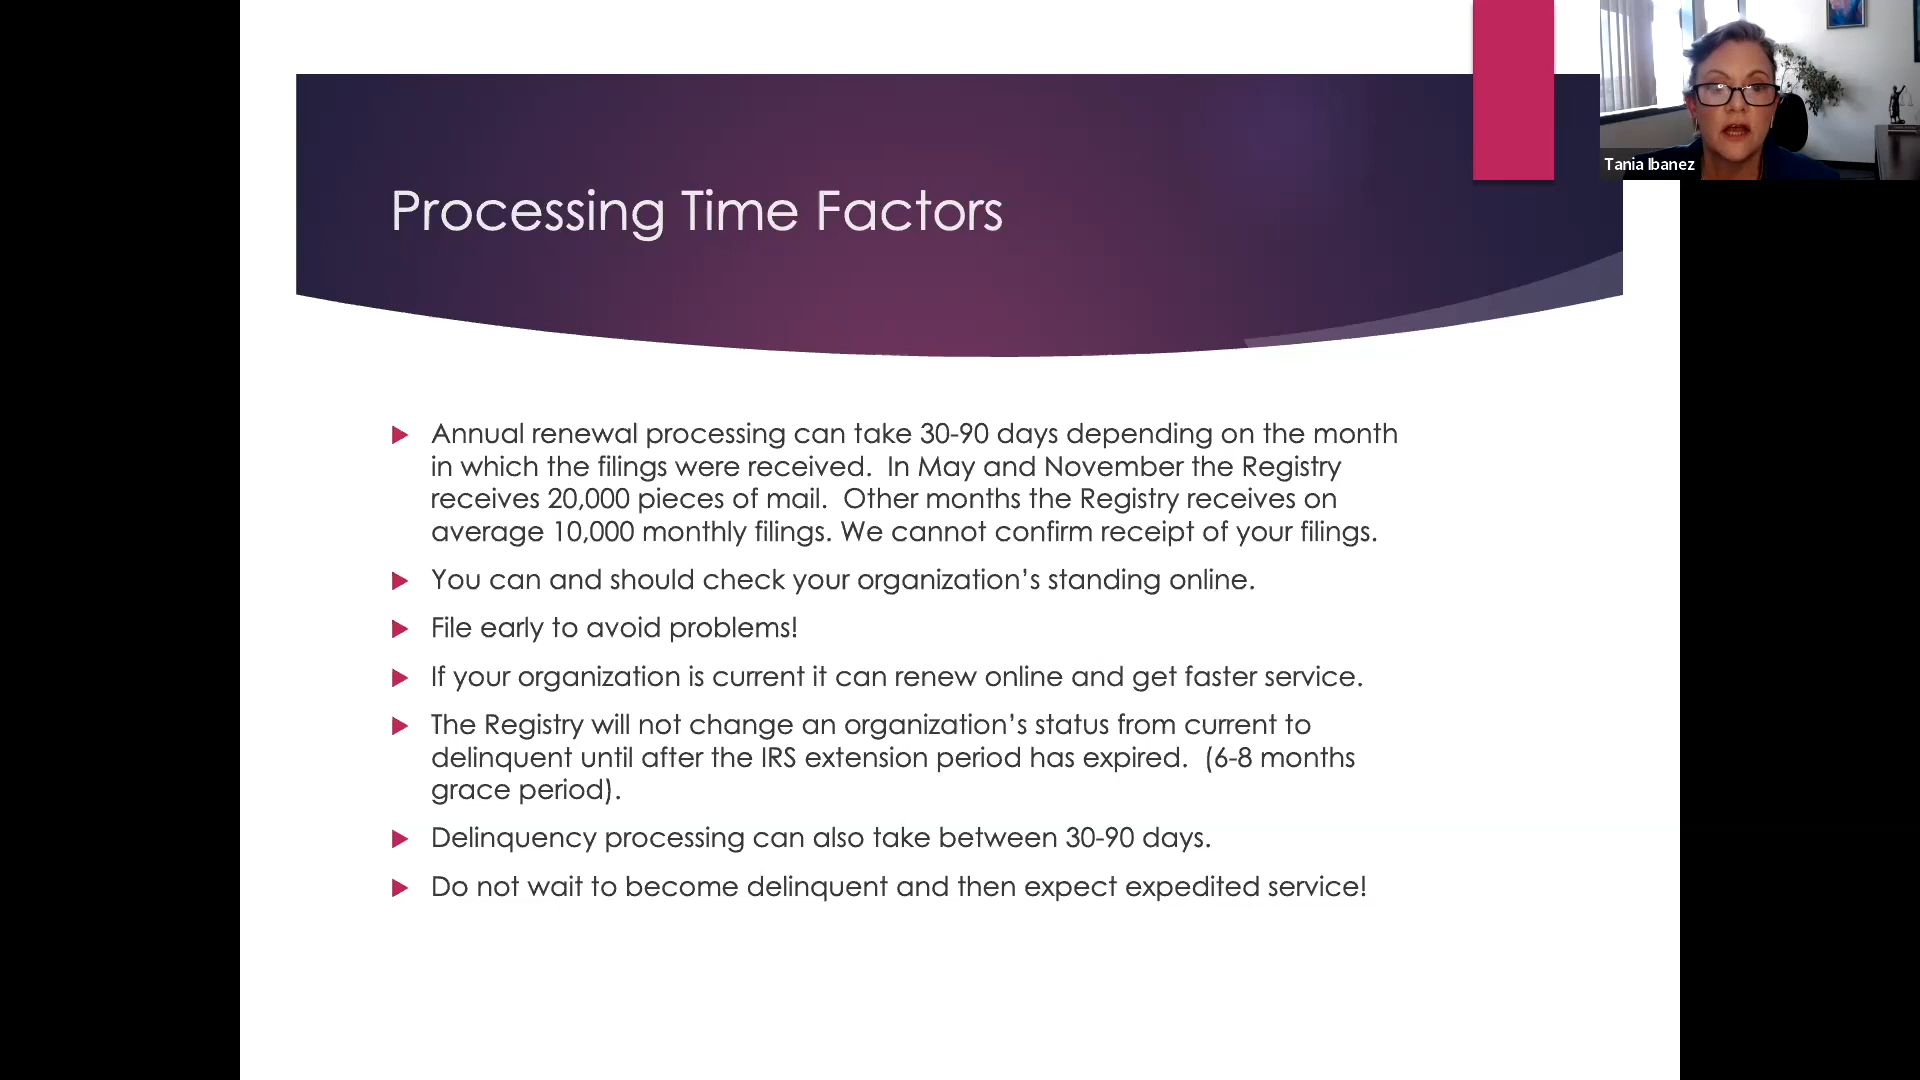 Processing Time Factors
Tania Ibanez
Annual renewal processing can take 30-90 days depending on the month
in which the filings were received.  In May and November the Registry
receives 20,000 pieces of mail.  Other months the Registry receives on
average 10,000 monthly filings. We cannot confirm receipt of your filings.
You can and should check your organization’s standing online.
File early to avoid problems!
If your organization is current it can renew online and get faster service.
The Registry will not change an organization’s status from current to
delinquent until after the IRS extension period has expired.  (6-8 months
grace period).
Delinquency processing can also take between 30-90 days.
Do not wait to become delinquent and then expect expedited service!